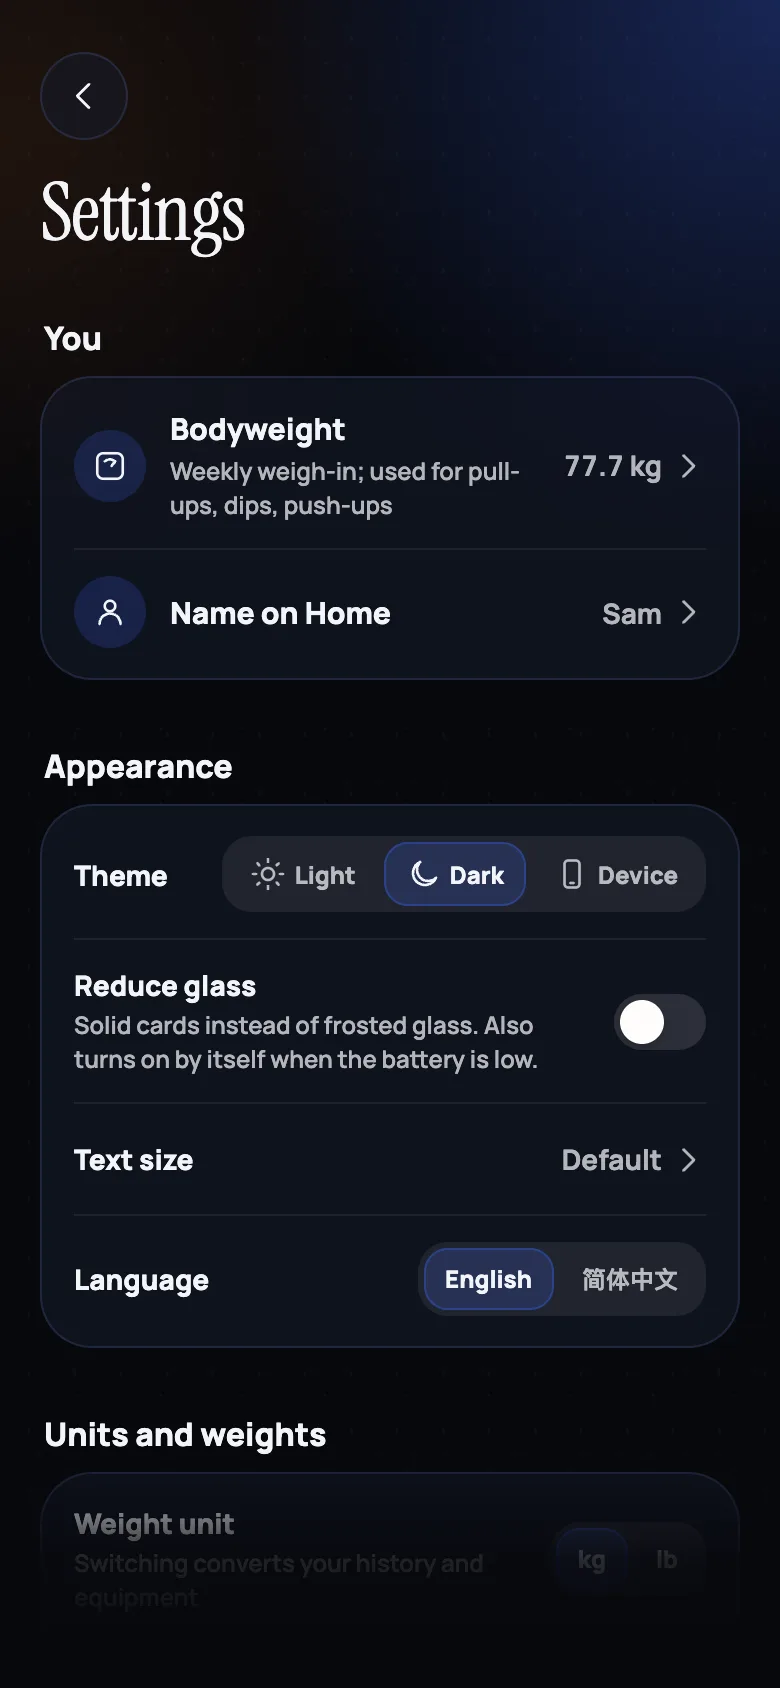 Settings
You
Bodyweight
Weekly weigh-in; used for pull-
ups, dips, push-ups
77.7 kg
Name on Home
Sam
Appearance
Theme
Light
Dark
Device
Reduce glass
Solid cards instead of frosted glass. Also
turns on by itself when the battery is low.
Text size
Default
Language
English
简体中文
Units and weights
Weight unit
Switching converts your history and
equipment
kg
lb